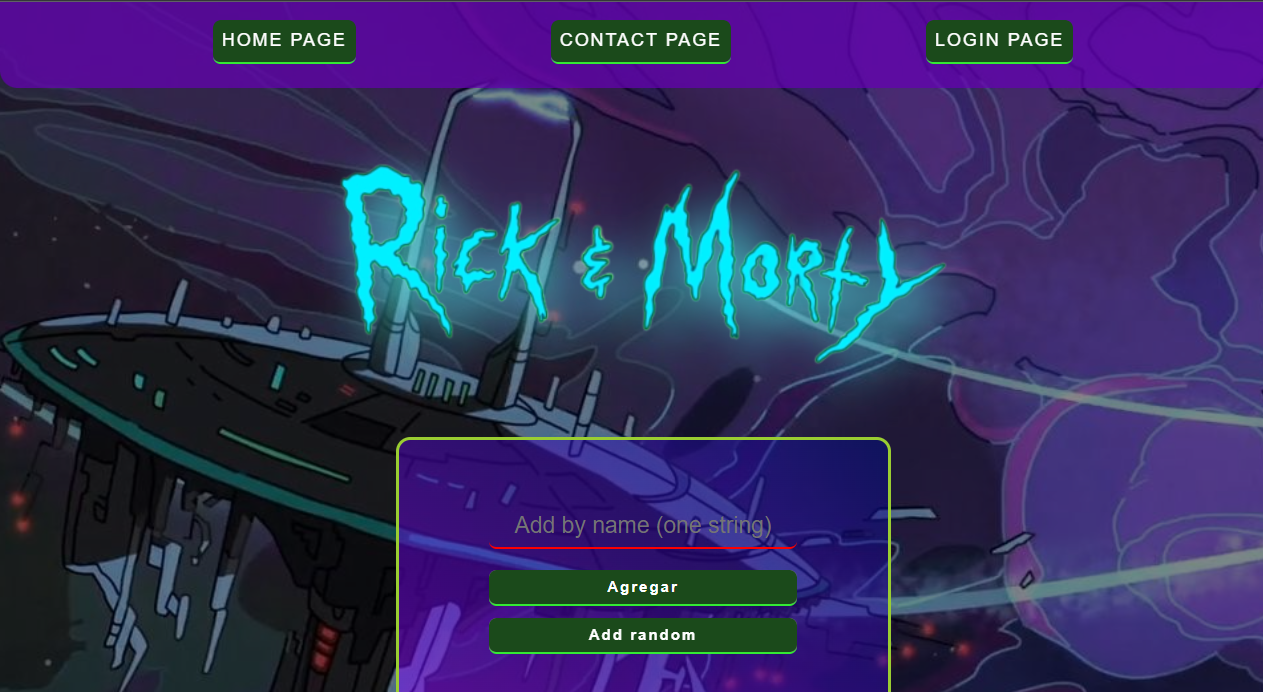 HOME PAGE CONTACT PAGE LOGIN PAGE
Rick & Morty
Add by name (one string)
Agregar
Add random